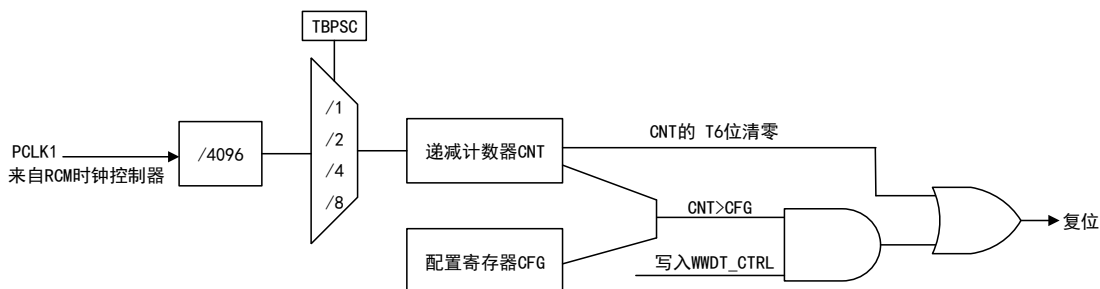 TBPSC
/1
/2
/4
/8
PCLK1
来自RCM时钟控制器
/4096
递减计数器CNT
CNT的 T6位清零
CNT>CFG
配置寄存器CFG
写入WWDT_CTRL
复位